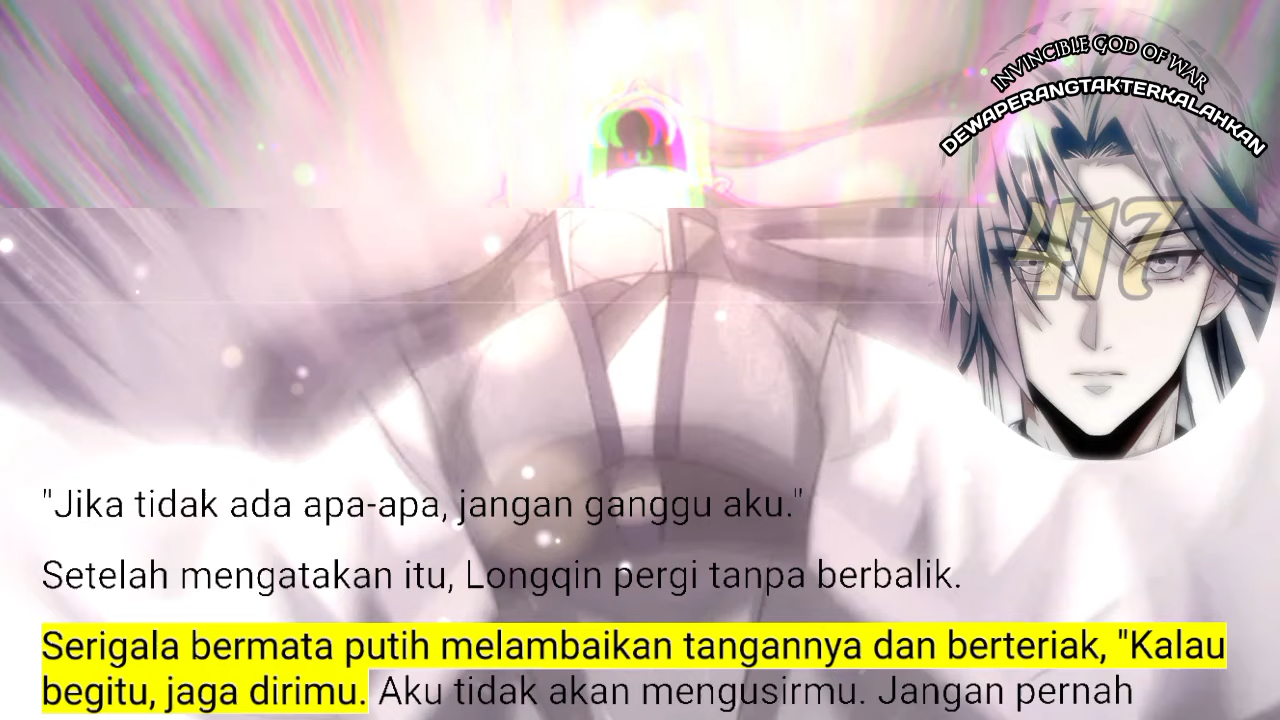 INVINCIBLE GOD OF WAR
DEWAPERANGTAKTERKALAHKAN
417
"Jika tidak ada apa-apa, jangan ganggu aku."
Setelah mengatakan itu, Longqin pergi tanpa berbalik.
Serigala bermata putih melambaikan tangannya dan berteriak, "Kalau
begitu, jaga dirimu. Aku tidak akan mengusirmu. Jangan pernah